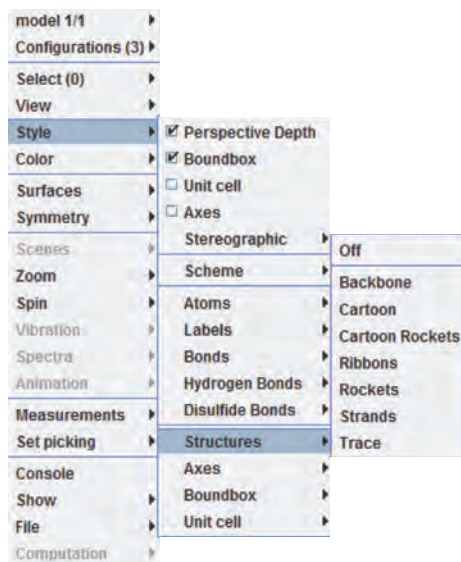 model 1/1
Configurations (3)
Select (0)
View
Style
Color
Surfaces
Symmetry
Scenes
Zoom
Spin
Vibration
Spectra
Animation
Measurements
Set picking
Console
Show
File
Computation
Perspective Depth
Boundbox
Unit cell
Axes
Stereographic
Scheme
Atoms
Labels
Bonds
Hydrogen Bonds
Disulfide Bonds
Structures
Axes
Boundbox
Unit cell
Off
Backbone
Cartoon
Cartoon Rockets
Ribbons
Rockets
Strands
Trace